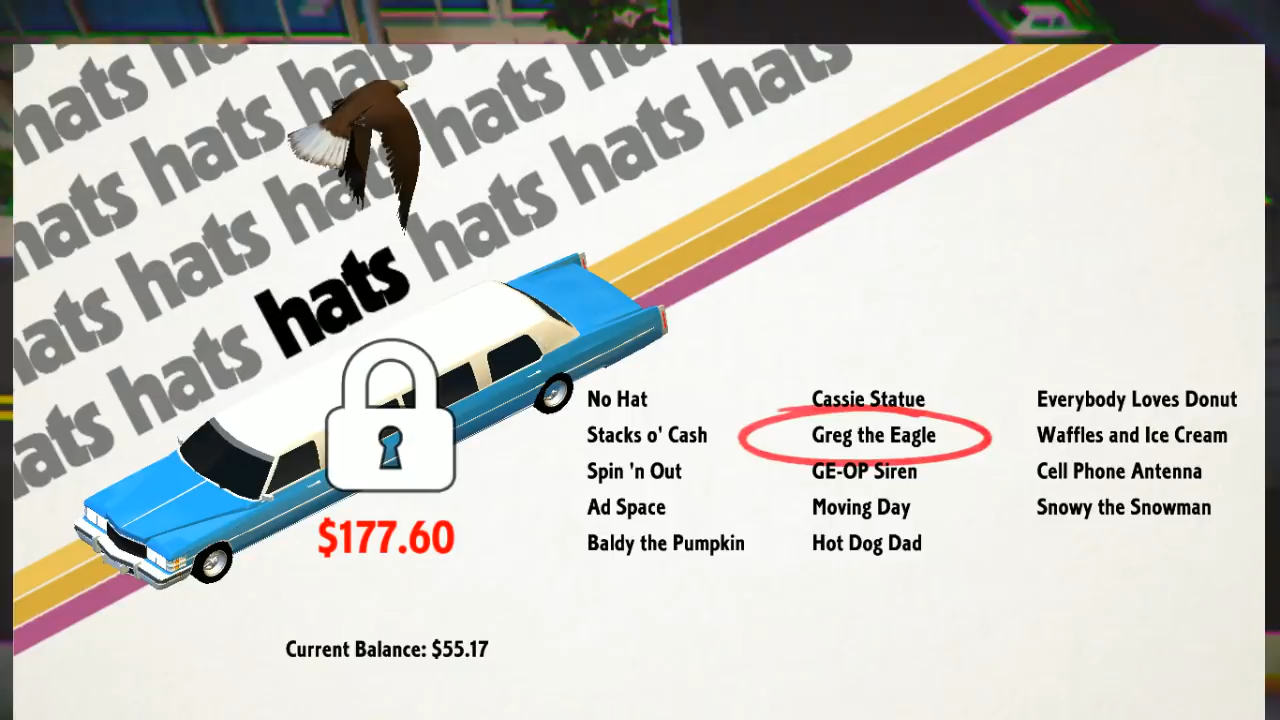 hats hats
hats hats hats hats
hats hats hats hats hats
hats hats hats hats hats
hats hats
$177.60
No Hat
Stacks o' Cash
Spin 'n Out
Ad Space
Baldy the Pumpkin
Cassie Statue
Greg the Eagle
GE-OP Siren
Moving Day
Hot Dog Dad
Everybody Loves Donut
Waffles and Ice Cream
Cell Phone Antenna
Snowy the Snowman
Current Balance: $55.17